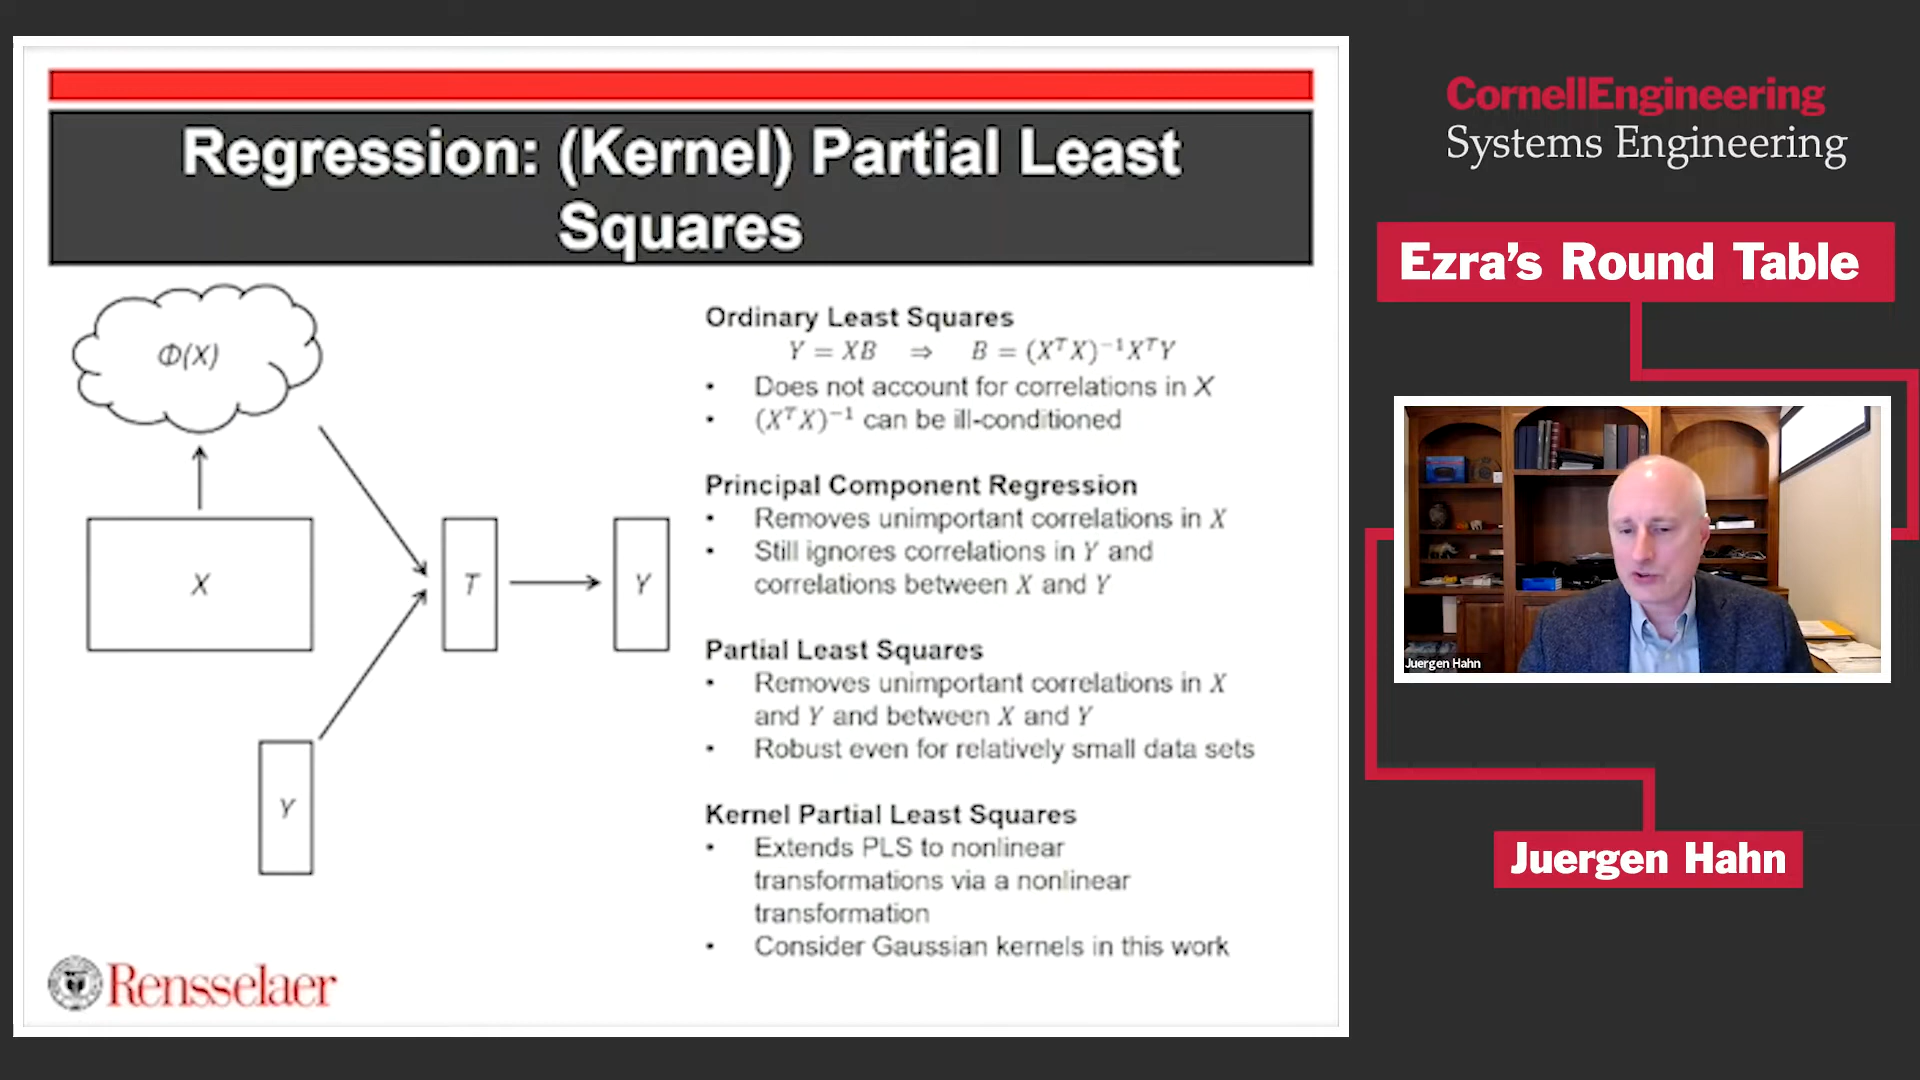 Regression: (Kernel) Partial Least
Squares
Φ(X)
X
T
Y
Y
Ordinary Least Squares
Y = XB ⇒ B = (XᵀX)⁻¹XᵀY
• Does not account for correlations in X
• (XᵀX)⁻¹ can be ill-conditioned
Principal Component Regression
• Removes unimportant correlations in X
• Still ignores correlations in Y and
correlations between X and Y
Partial Least Squares
• Removes unimportant correlations in X
and Y and between X and Y
• Robust even for relatively small data sets
Kernel Partial Least Squares
• Extends PLS to nonlinear
transformations via a nonlinear
transformation
• Consider Gaussian kernels in this work
Rensselaer
CornellEngineering
Systems Engineering
Ezra's Round Table
Juergen Hahn
Juergen Hahn